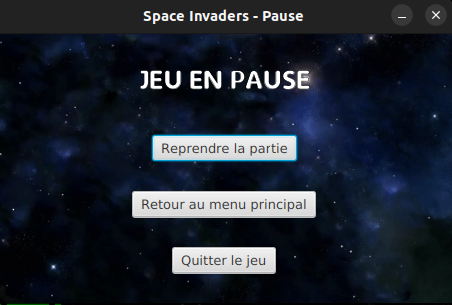 Space Invaders - Pause
JEU EN PAUSE
Reprendre la partie
Retour au menu principal
Quitter le jeu